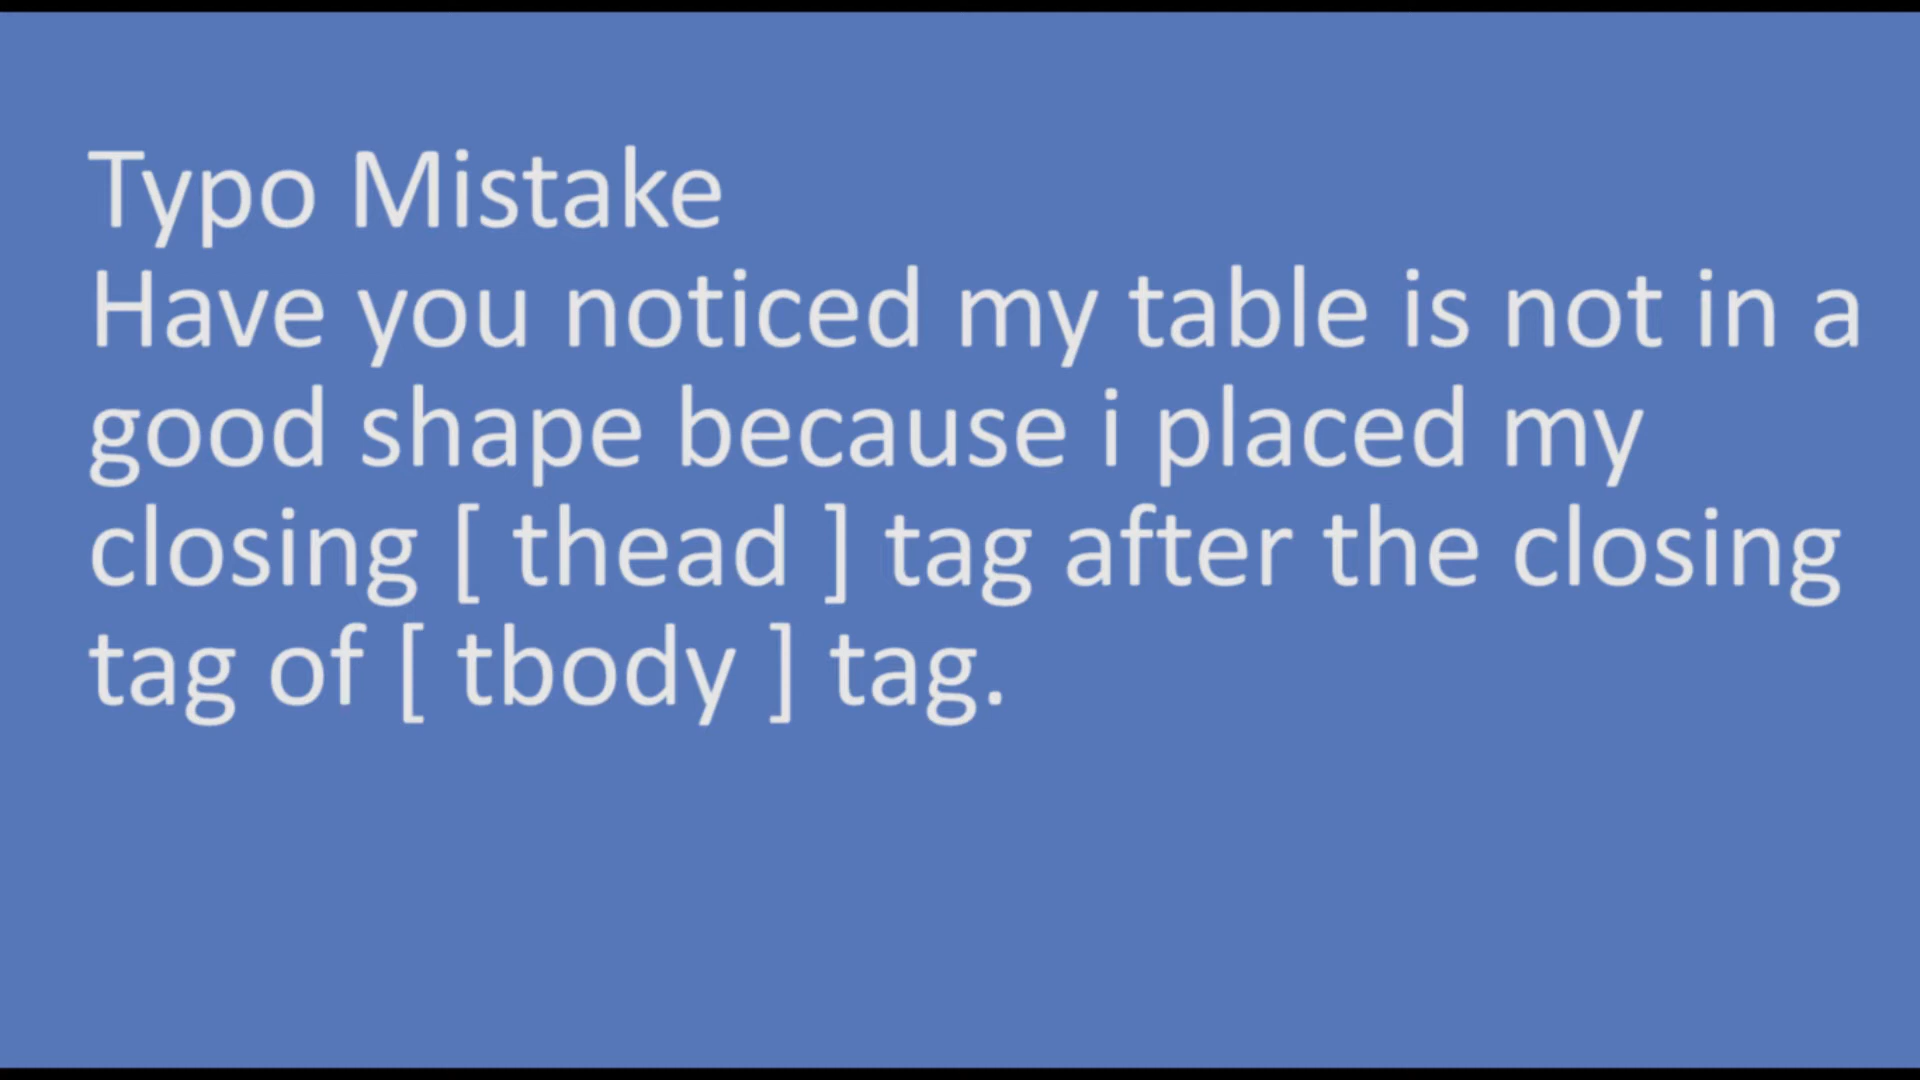 Typo Mistake
Have you noticed my table is not in a
good shape because i placed my
closing [ thead ] tag after the closing
tag of [ tbody ] tag.